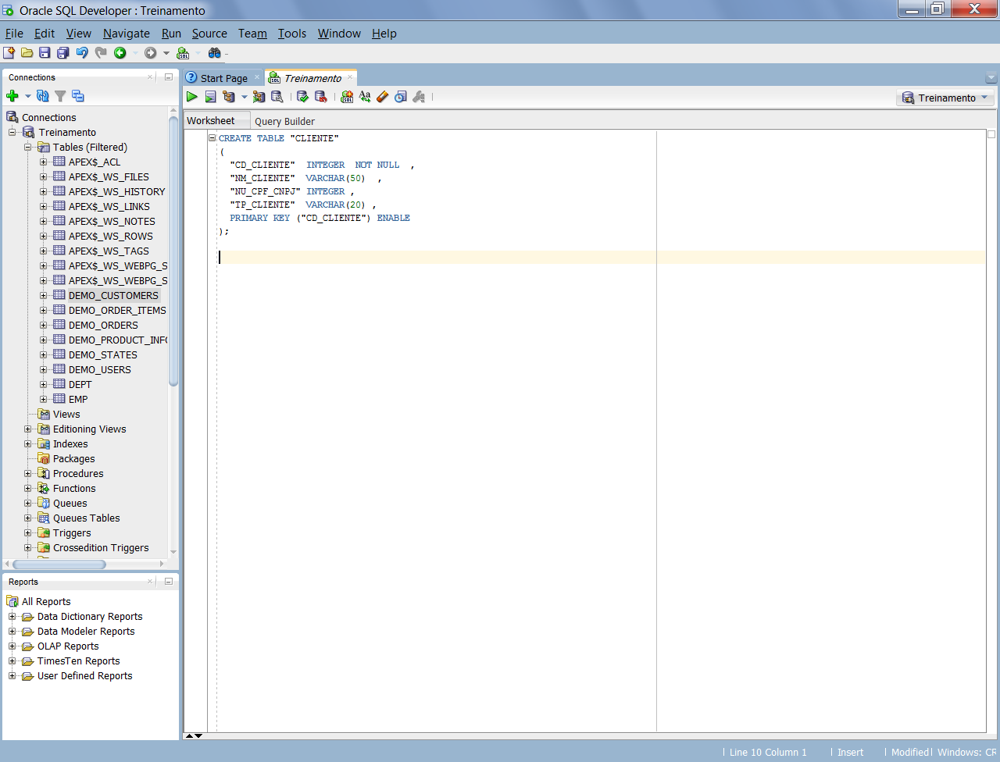 Oracle SQL Developer : Treinamento
File Edit View Navigate Run Source Team Tools Window Help
Connections
Connections
Treinamento
Tables (Filtered)
APEX$_ACL
APEX$_WS_FILES
APEX$_WS_HISTORY
APEX$_WS_LINKS
APEX$_WS_NOTES
APEX$_WS_ROWS
APEX$_WS_TAGS
APEX$_WS_WEBPG_S
APEX$_WS_WEBPG_S
DEMO_CUSTOMERS
DEMO_ORDER_ITEMS
DEMO_ORDERS
DEMO_PRODUCT_INFO
DEMO_STATES
DEMO_USERS
DEPT
EMP
Views
Editioning Views
Indexes
Packages
Procedures
Functions
Queues
Queues Tables
Triggers
Crossedition Triggers
Reports
All Reports
Data Dictionary Reports
Data Modeler Reports
OLAP Reports
TimesTen Reports
User Defined Reports
Start Page Treinamento
Treinamento
Worksheet Query Builder
CREATE TABLE "CLIENTE"
(
"CD_CLIENTE" INTEGER NOT NULL ,
"NM_CLIENTE" VARCHAR(50) ,
"NU_CPF_CNPJ" INTEGER ,
"TP_CLIENTE" VARCHAR(20) ,
PRIMARY KEY ("CD_CLIENTE") ENABLE
);
Line 10 Column 1 Insert Modified Windows: CR